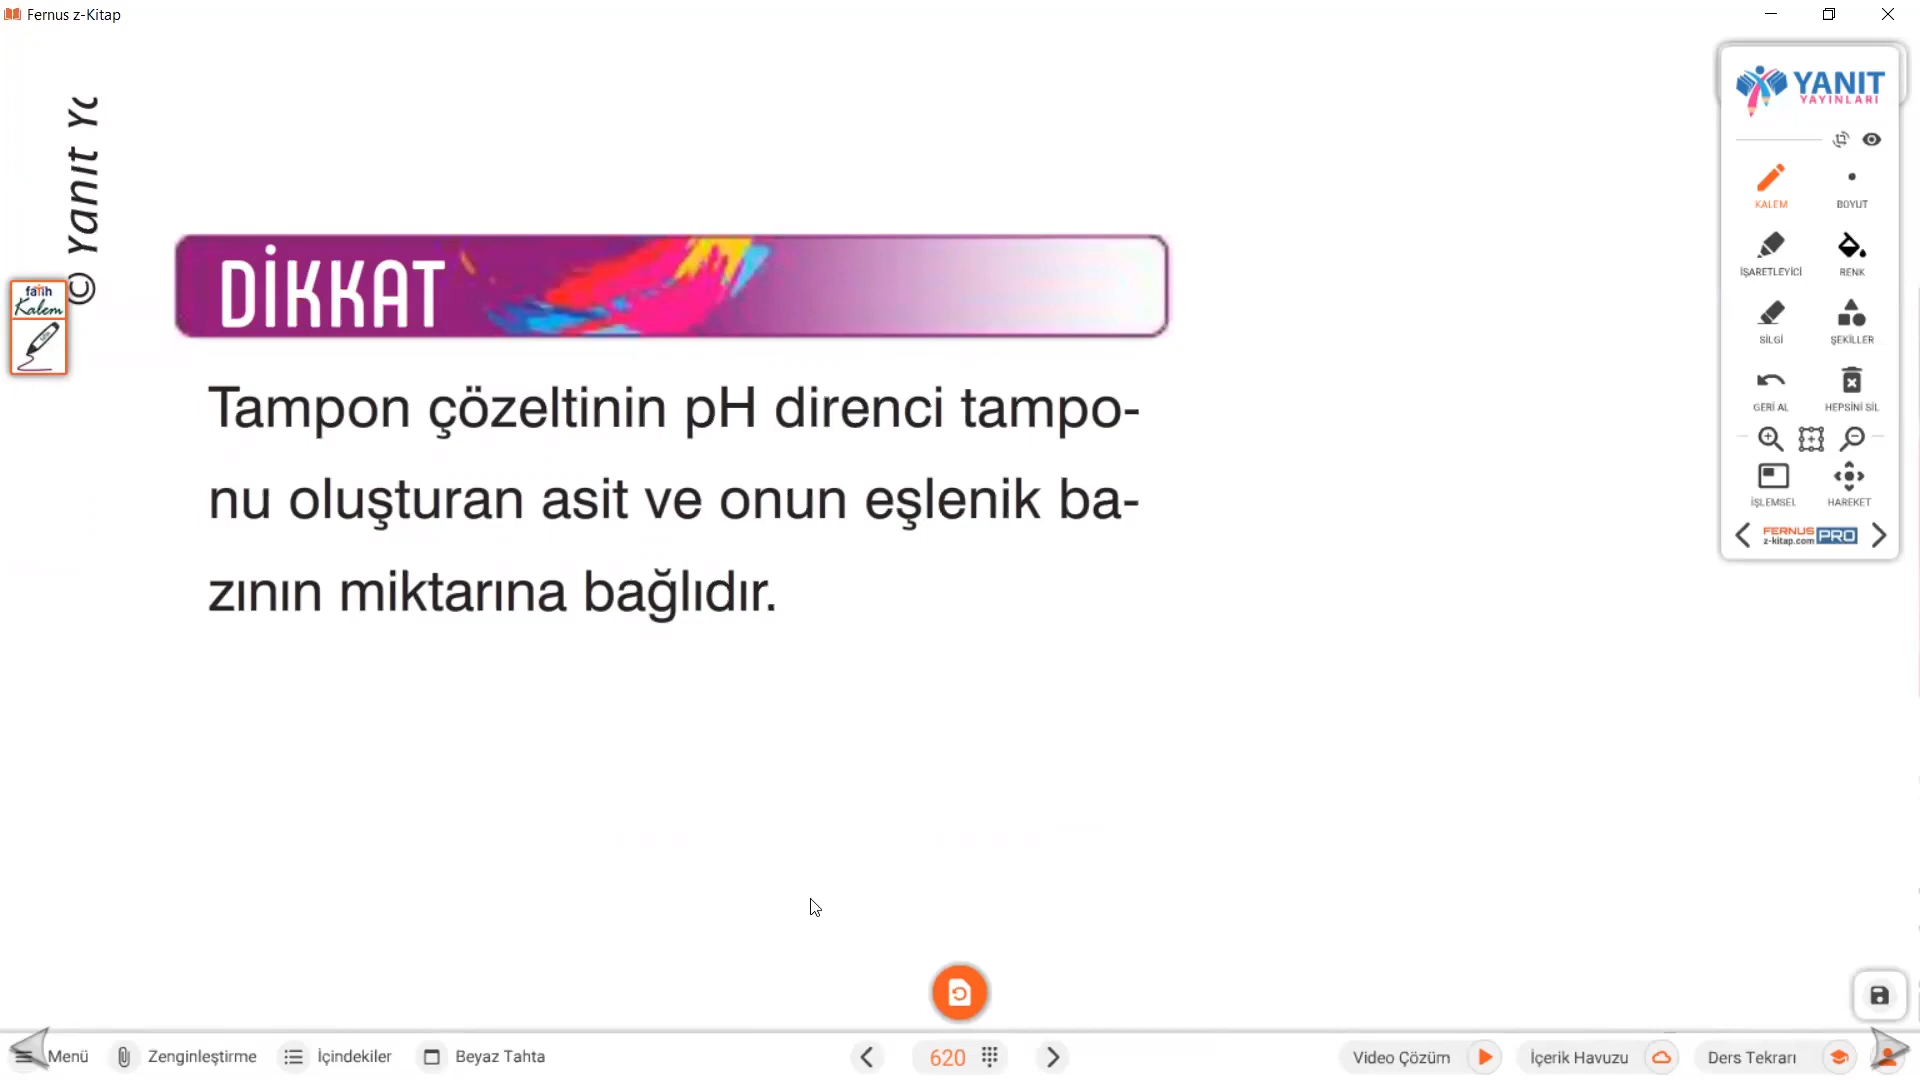 Fernus z-Kitap
© Yanıt Ya
fatih
Kalem
DİKKAT
Tampon çözeltinin pH direnci tampo-
nu oluşturan asit ve onun eşlenik ba-
zının miktarına bağlıdır.
YANIT
YAYINLARI
KALEM
BOYUT
İŞARETLEYİCİ
RENK
SİLGİ
ŞEKİLLER
GERİ AL
HEPSİNİ SİL
İŞLEMSEL
HAREKET
FERNUS
z-kitap.com PRO
Menü
Zenginleştirme
İçindekiler
Beyaz Tahta
620
Video Çözüm
İçerik Havuzu
Ders Tekrarı